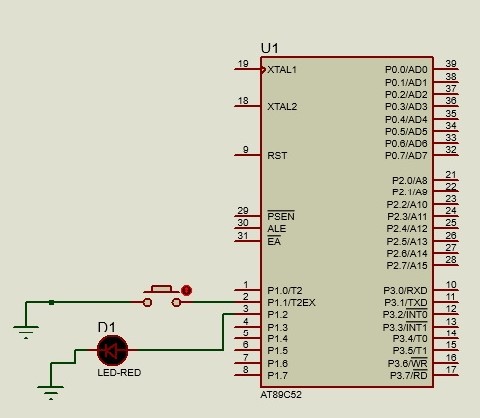 U1
19 XTAL1 P0.0/AD0 39
P0.1/AD1 38
P0.2/AD2 37
18 XTAL2 P0.3/AD3 36
P0.4/AD4 35
P0.5/AD5 34
P0.6/AD6 33
9 RST P0.7/AD7 32
P2.0/A8 21
P2.1/A9 22
P2.2/A10 23
29 PSEN P2.3/A11 24
30 ALE P2.4/A12 25
31 EA P2.5/A13 26
P2.6/A14 27
P2.7/A15 28
1 P1.0/T2 P3.0/RXD 10
2 P1.1/T2EX P3.1/TXD 11
3 P1.2 P3.2/INT0 12
4 P1.3 P3.3/INT1 13
5 P1.4 P3.4/T0 14
6 P1.5 P3.5/T1 15
7 P1.6 P3.6/WR 16
8 P1.7 P3.7/RD 17
AT89C52
D1
LED-RED